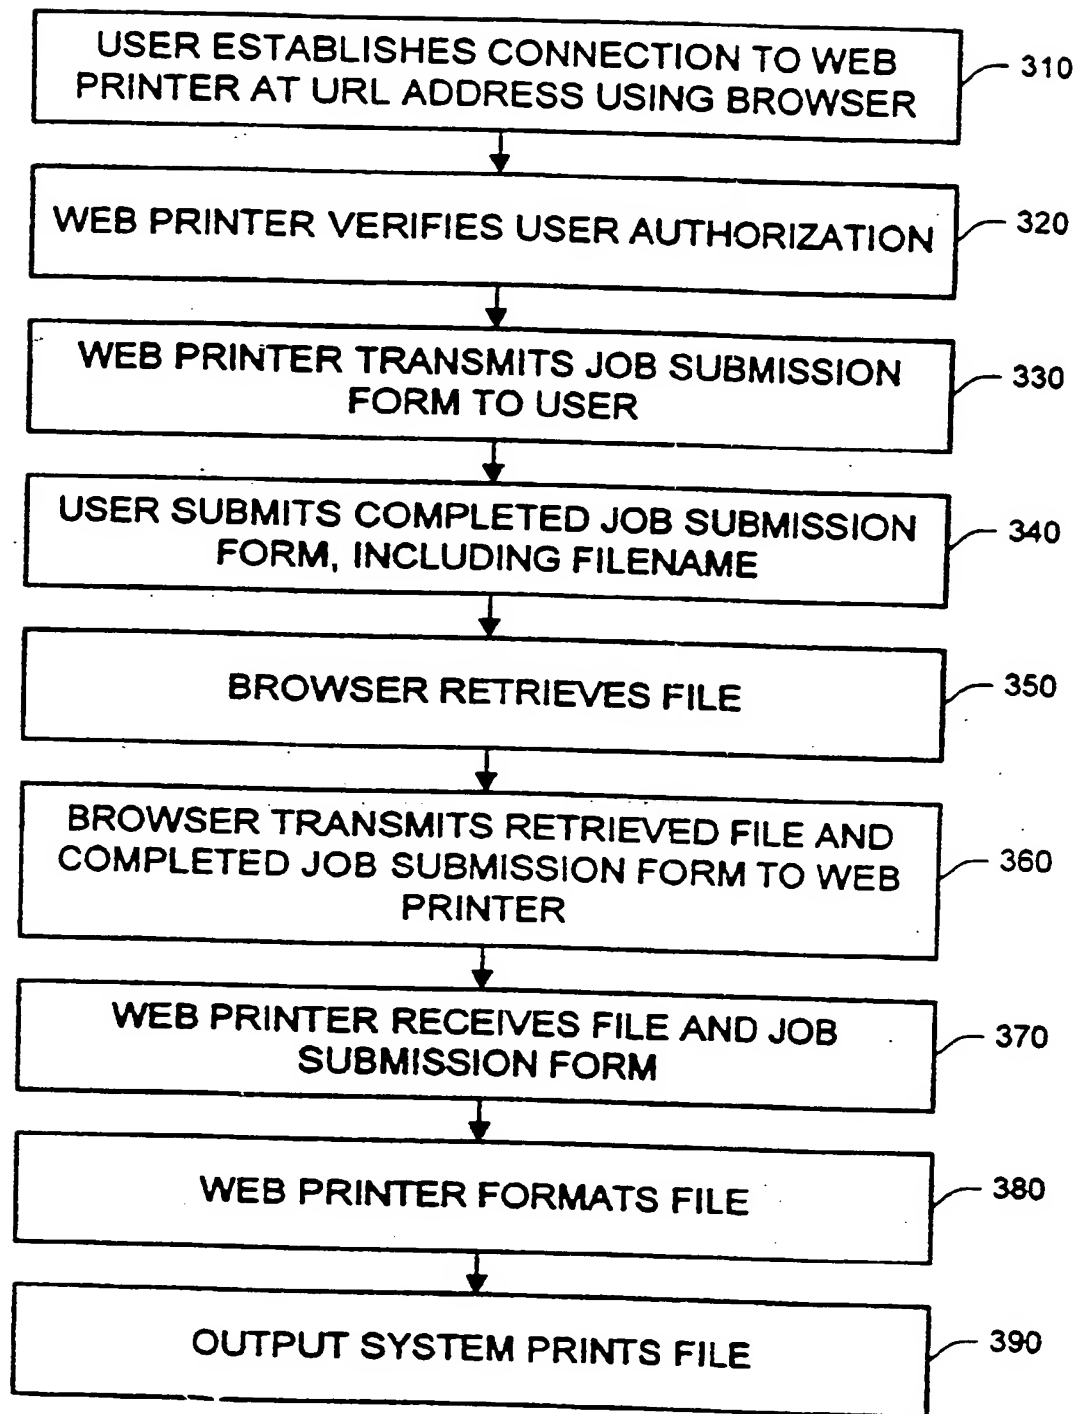 USER ESTABLISHES CONNECTION TO WEB
PRINTER AT URL ADDRESS USING BROWSER
310
WEB PRINTER VERIFIES USER AUTHORIZATION
320
WEB PRINTER TRANSMITS JOB SUBMISSION
FORM TO USER
330
USER SUBMITS COMPLETED JOB SUBMISSION
FORM, INCLUDING FILENAME
340
BROWSER RETRIEVES FILE
350
BROWSER TRANSMITS RETRIEVED FILE AND
COMPLETED JOB SUBMISSION FORM TO WEB
PRINTER
360
WEB PRINTER RECEIVES FILE AND JOB
SUBMISSION FORM
370
WEB PRINTER FORMATS FILE
380
OUTPUT SYSTEM PRINTS FILE
390